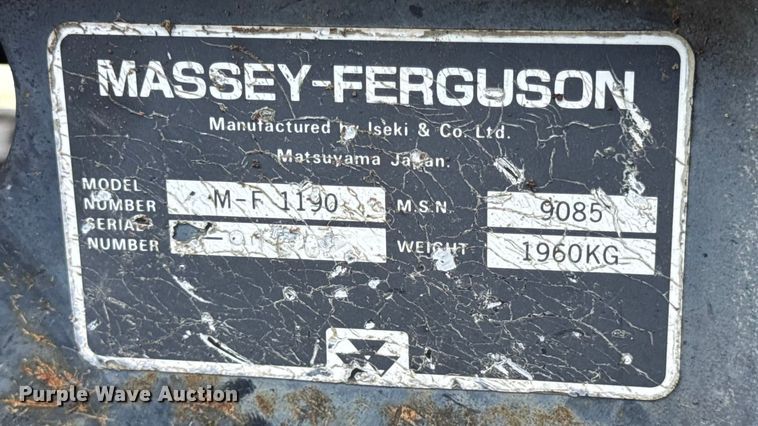 MASSEY-FERGUSON
Manufactured by Iseki & Co. Ltd.
Matsuyama Japan.
MODEL NUMBER M-F 1190 M.S.N. 9085
SERIAL NUMBER WEIGHT 1960KG
Purple Wave Auction